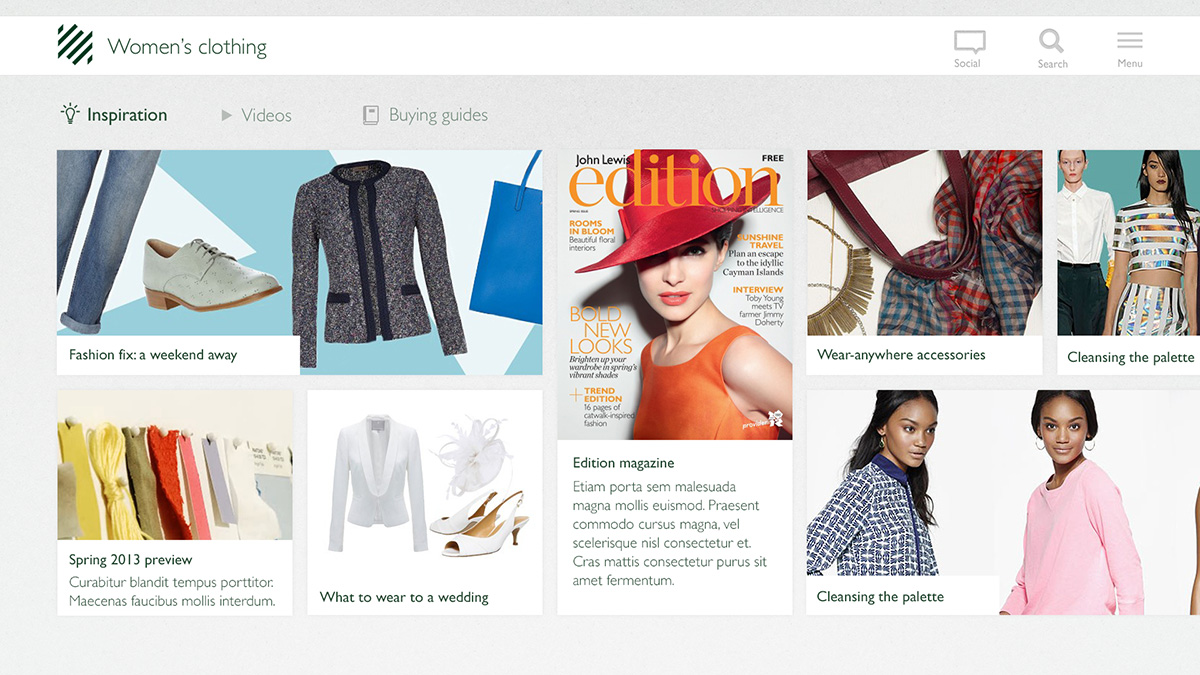 Women's clothing
Social
Search
Menu
Inspiration
Videos
Buying guides
Fashion fix: a weekend away
John Lewis
FREE
edition
SPRING
ROOMS
IN BLOOM
Beautiful floral
interiors
SUNSHINE
TRAVEL
Plan an escape
to the idyllic
Cayman Islands
INTERVIEW
Toby Young
meets TV
farmer Jimmy
Doherty
BOLD
NEW
LOOKS
Brighten up your
wardrobe in spring's
vibrant shades
+ TREND
EDITION
16 pages of
catwalk-inspired
fashion
provider
Edition magazine
Etiam porta sem malesuada
magna mollis euismod. Praesent
commodo cursus magna, vel
scelerisque nisl consectetur et.
Cras mattis consectetur purus sit
amet fermentum.
Wear-anywhere accessories
Cleansing the palette
Spring 2013 preview
Curabitur blandit tempus porttitor.
Maecenas faucibus mollis interdum.
What to wear to a wedding
Cleansing the palette